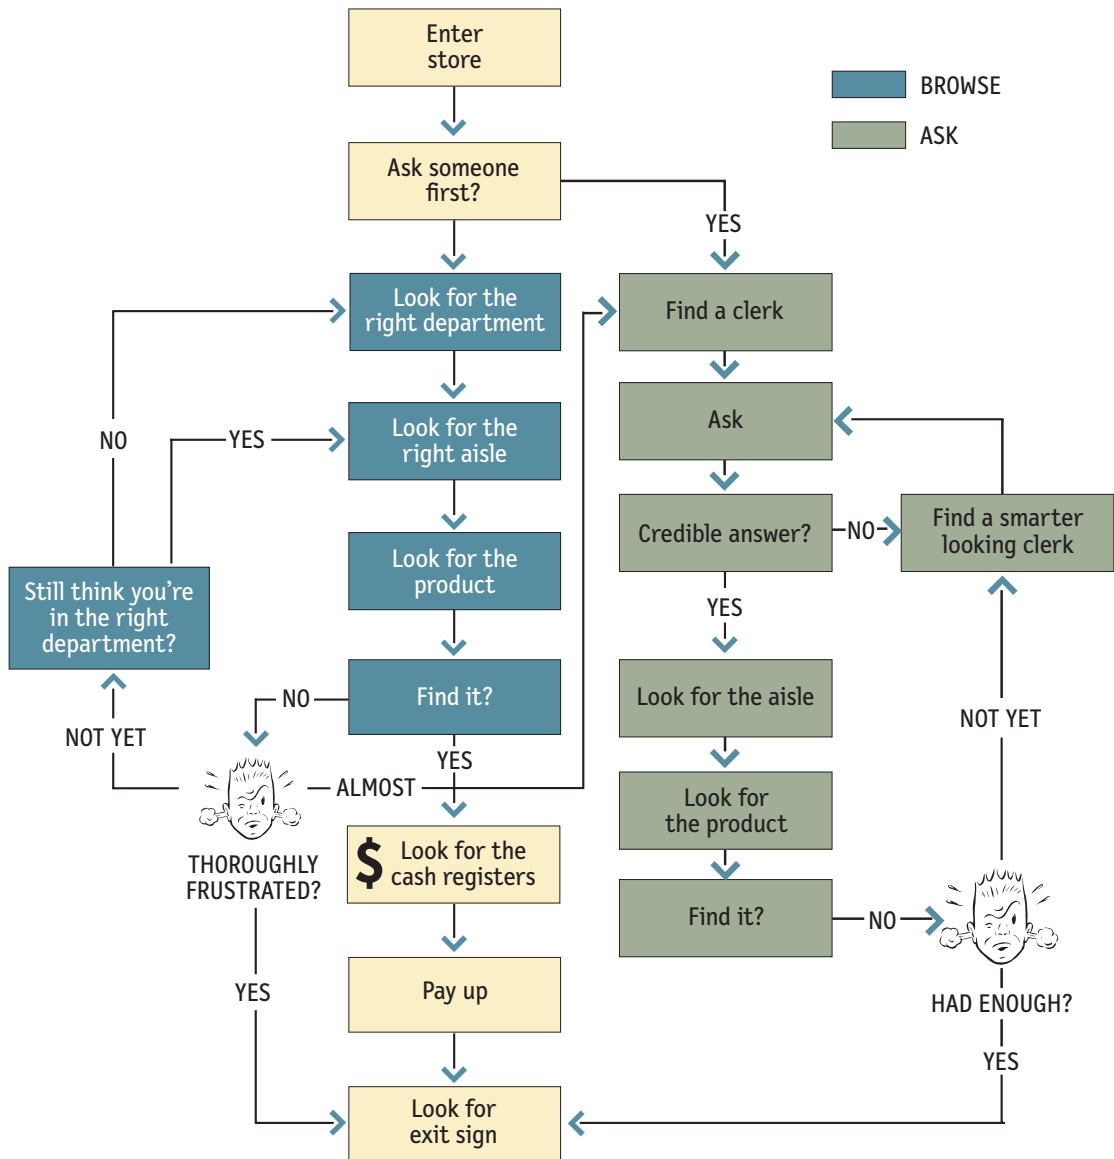 Enter
store
BROWSE
ASK
Ask someone
first?
YES
Look for the
right department
Find a clerk
NO
YES
Look for the
right aisle
Ask
Look for the
product
Credible answer?
NO
Find a smarter
looking clerk
Still think you’re
in the right
department?
YES
Find it?
NO
Look for the aisle
NOT YET
YES
NOT YET
ALMOST
Look for
the product
THOROUGHLY
FRUSTRATED?
$ Look for the
cash registers
Find it?
NO
YES
Pay up
HAD ENOUGH?
YES
Look for
exit sign